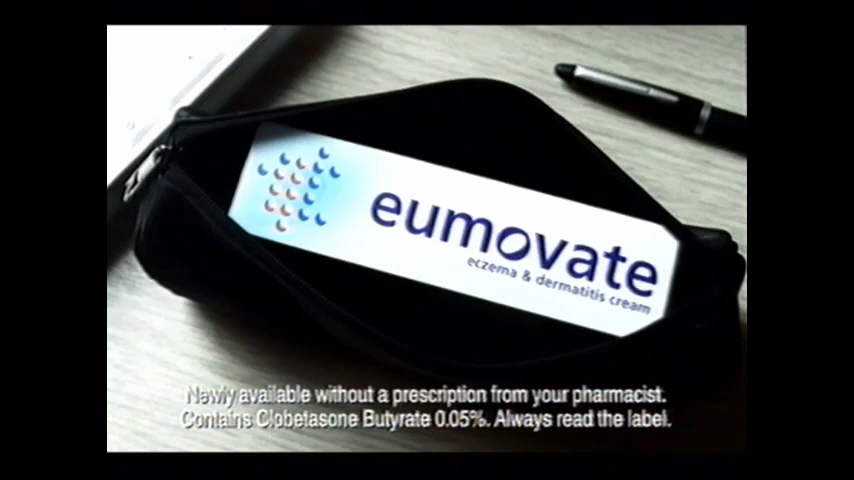 eumovate
eczema & dermatitis cream
Newly available without a prescription from your pharmacist.
Contains Clobetasone Butyrate 0.05%. Always read the label.